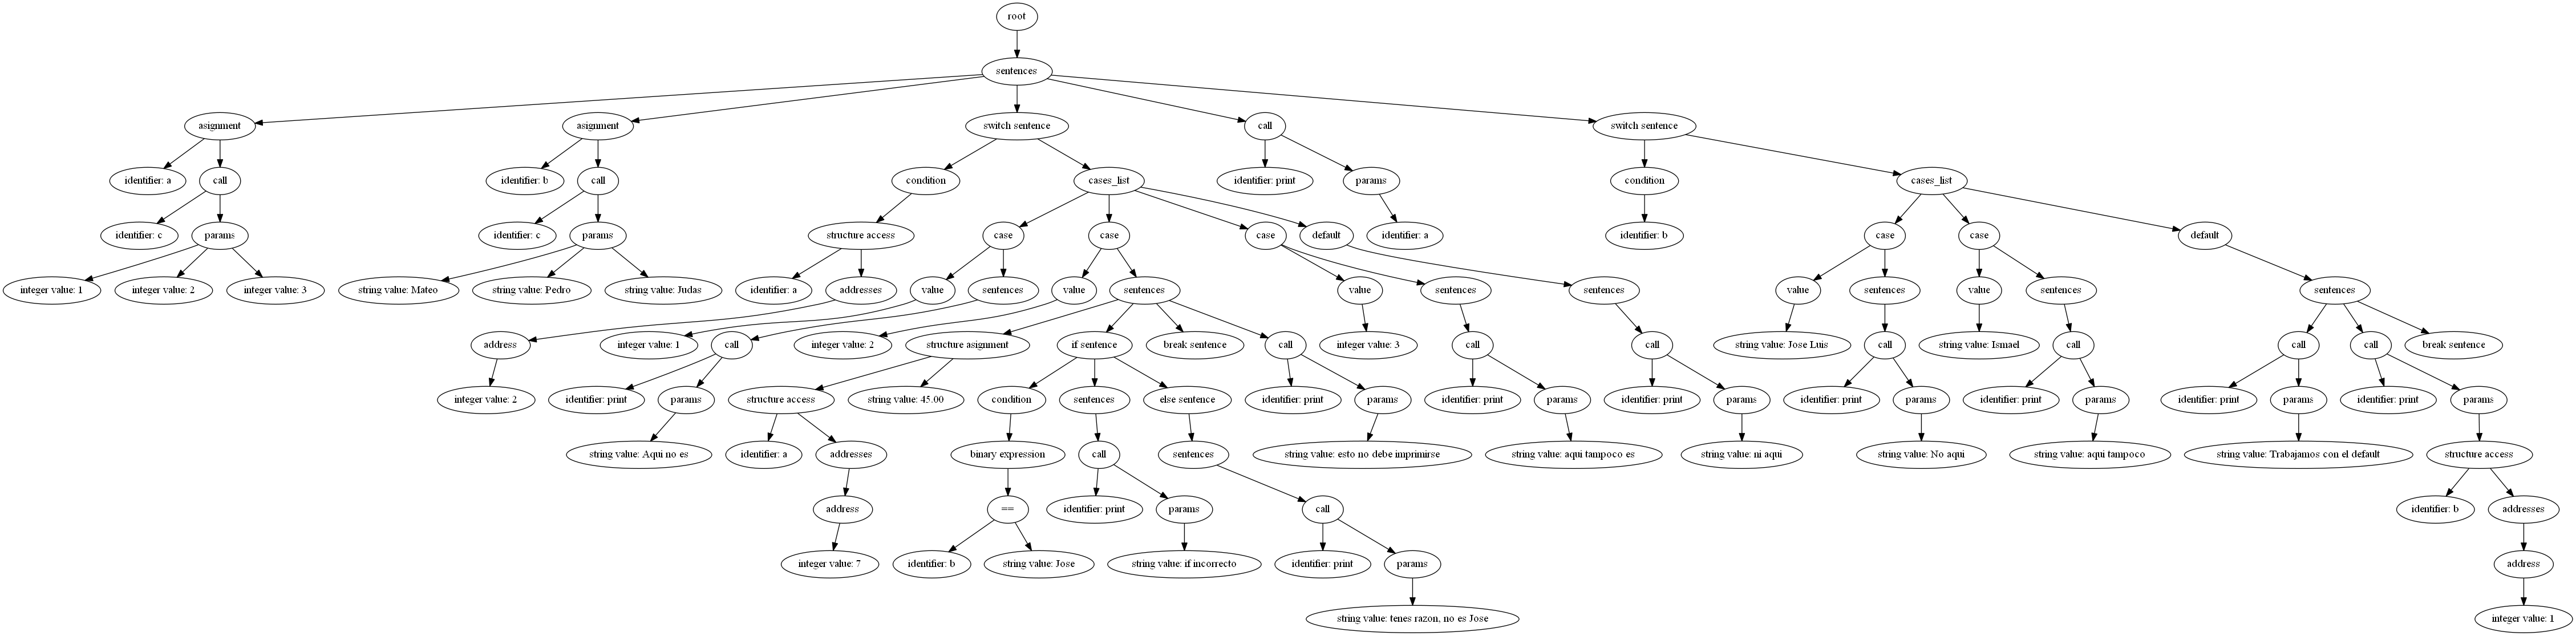 root
sentences
asignment
asignment
switch sentence
call
switch sentence
identifier: a
call
identifier: b
call
condition
cases_list
identifier: print
params
condition
cases_list
identifier: c
params
identifier: c
params
structure access
case
case
case
default
identifier: a
identifier: b
case
case
default
integer value: 1
integer value: 2
integer value: 3
string value: Mateo
string value: Pedro
string value: Judas
identifier: a
addresses
value
sentences
value
sentences
value
sentences
sentences
value
sentences
value
sentences
sentences
address
integer value: 1
call
integer value: 2
structure asignment
if sentence
break sentence
call
integer value: 3
call
call
string value: Jose Luis
call
string value: Ismael
call
call
call
break sentence
integer value: 2
identifier: print
params
structure access
string value: 45.00
condition
sentences
else sentence
identifier: print
params
identifier: print
params
identifier: print
params
identifier: print
params
identifier: print
params
identifier: print
params
identifier: print
params
string value: Aqui no es
identifier: a
addresses
binary expression
call
sentences
string value: esto no debe imprimirse
string value: aqui tampoco es
string value: ni aqui
string value: No aqui
string value: aqui tampoco
string value: Trabajamos con el default
structure access
address
==
identifier: print
params
call
identifier: b
addresses
integer value: 7
identifier: b
string value: Jose
string value: if incorrecto
identifier: print
params
address
string value: tenes razon, no es Jose
integer value: 1